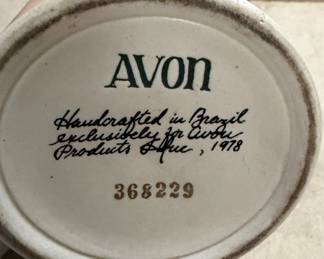 AVON
Handcrafted in Brazil
exclusively for Avon
Products Inc, 1978
368229